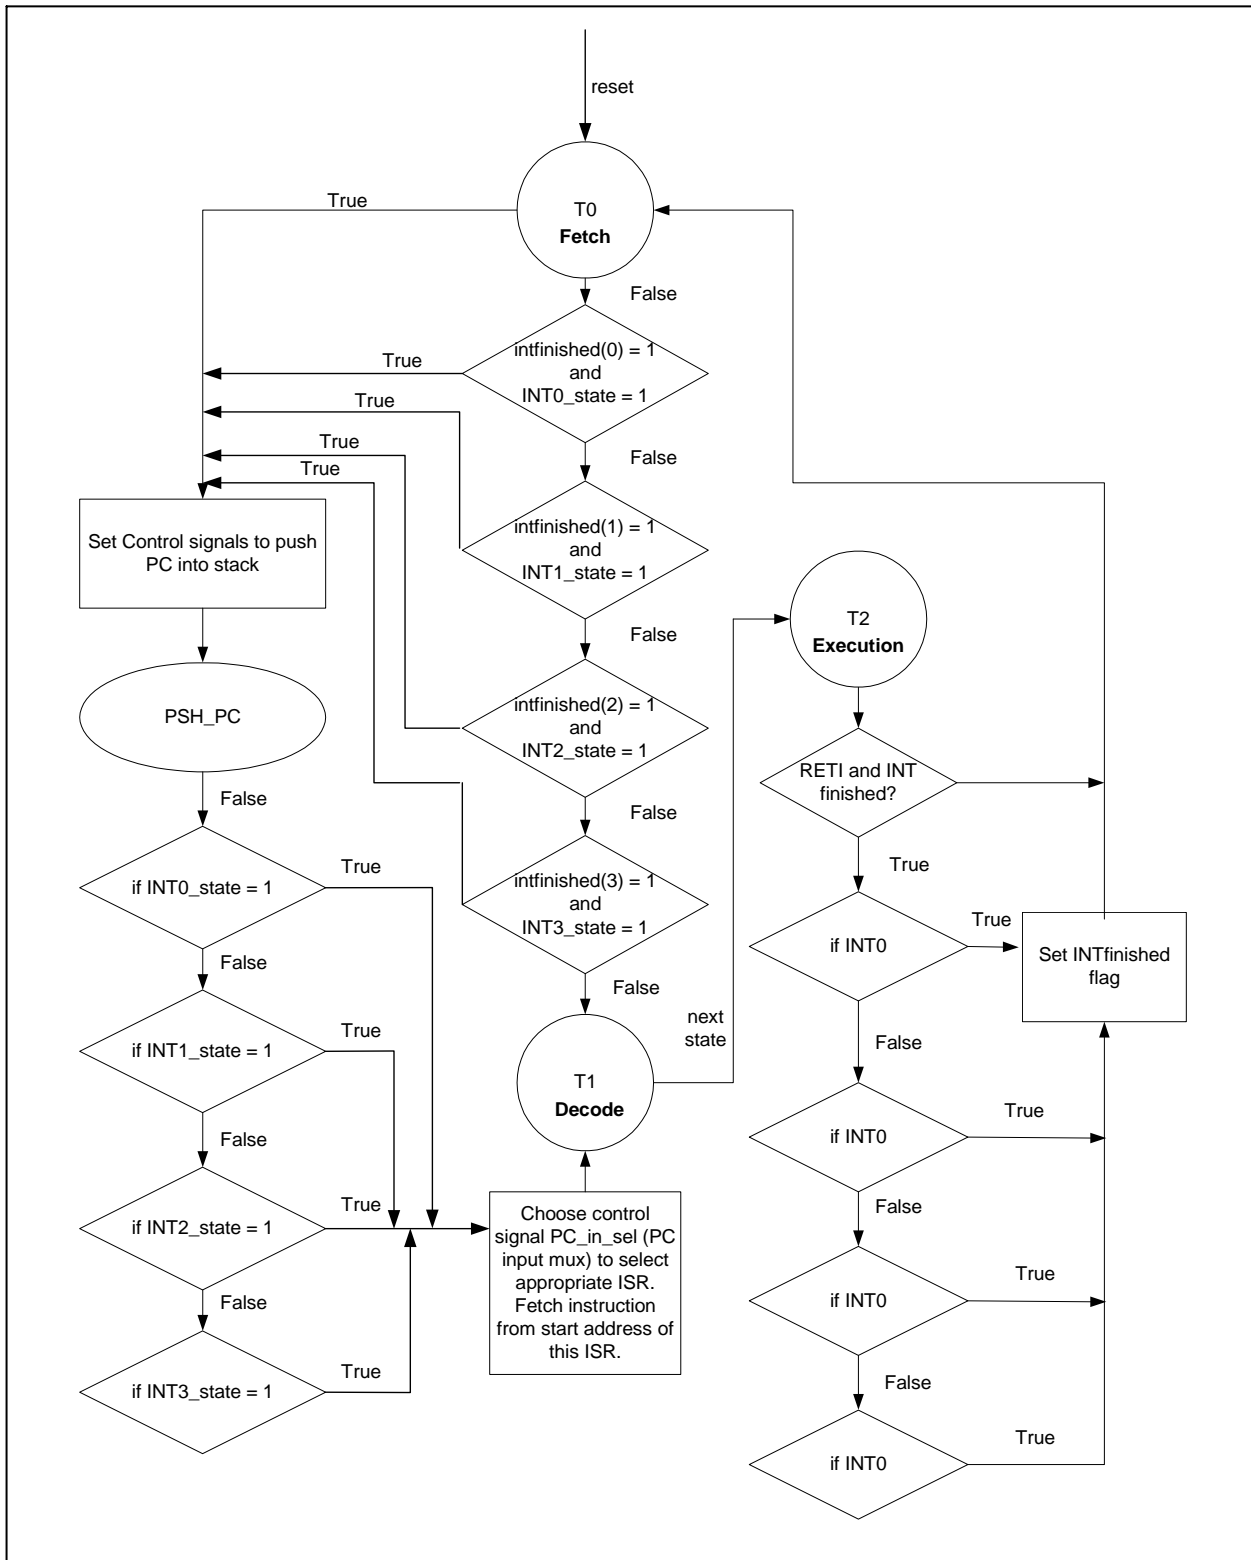 reset
T0
Fetch
True
False
intfinished(0) = 1
and
INT0_state = 1
True
True
False
True
True
intfinished(1) = 1
and
INT1_state = 1
Set Control signals to push
PC into stack
False
T2
Execution
intfinished(2) = 1
and
INT2_state = 1
PSH_PC
RETI and INT
finished?
False
False
True
if INT0_state = 1
True
intfinished(3) = 1
and
INT3_state = 1
if INT0
True
Set INTfinished
flag
False
False
next
state
if INT1_state = 1
True
False
T1
Decode
if INT0
True
False
if INT2_state = 1
True
Choose control
signal PC_in_sel (PC
input mux) to select
appropriate ISR.
Fetch instruction
from start address of
this ISR.
False
if INT0
True
False
if INT3_state = 1
True
False
if INT0
True